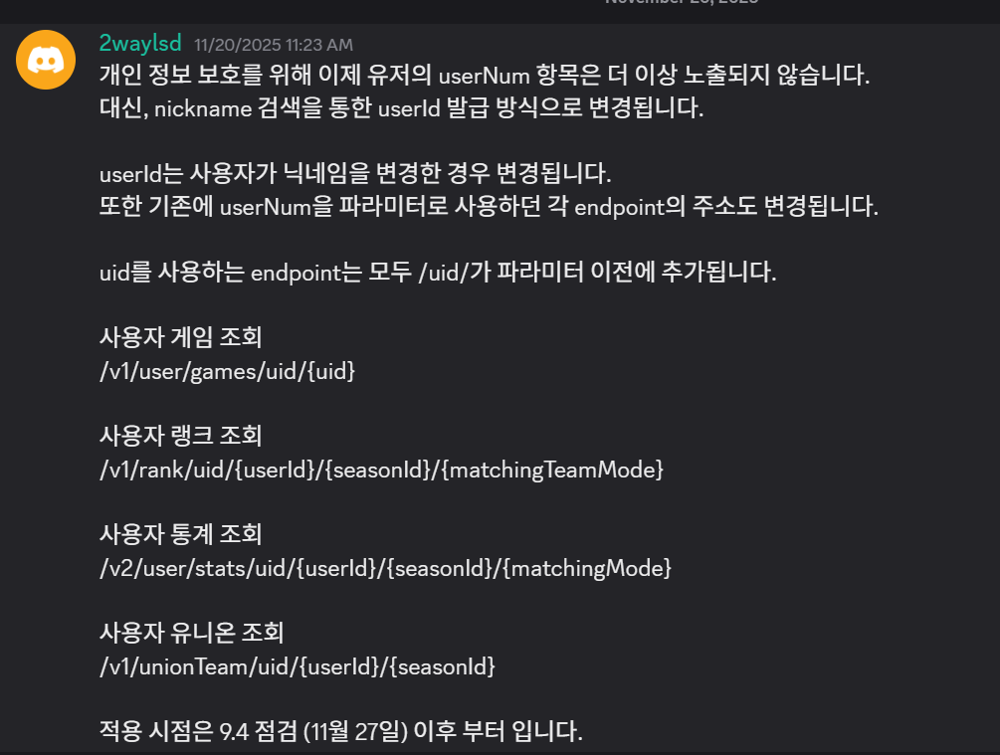 2waylsd 11/20/2025 11:23 AM
개인 정보 보호를 위해 이제 유저의 userNum 항목은 더 이상 노출되지 않습니다.
대신, nickname 검색을 통한 userId 발급 방식으로 변경됩니다.
userId는 사용자가 닉네임을 변경한 경우 변경됩니다.
또한 기존에 userNum을 파라미터로 사용하던 각 endpoint의 주소도 변경됩니다.
uid를 사용하는 endpoint는 모두 /uid/가 파라미터 이전에 추가됩니다.
사용자 게임 조회
/v1/user/games/uid/{uid}
사용자 랭크 조회
/v1/rank/uid/{userId}/{seasonId}/{matchingTeamMode}
사용자 통계 조회
/v2/user/stats/uid/{userId}/{seasonId}/{matchingMode}
사용자 유니온 조회
/v1/unionTeam/uid/{userId}/{seasonId}
적용 시점은 9.4 점검 (11월 27일) 이후 부터 입니다.